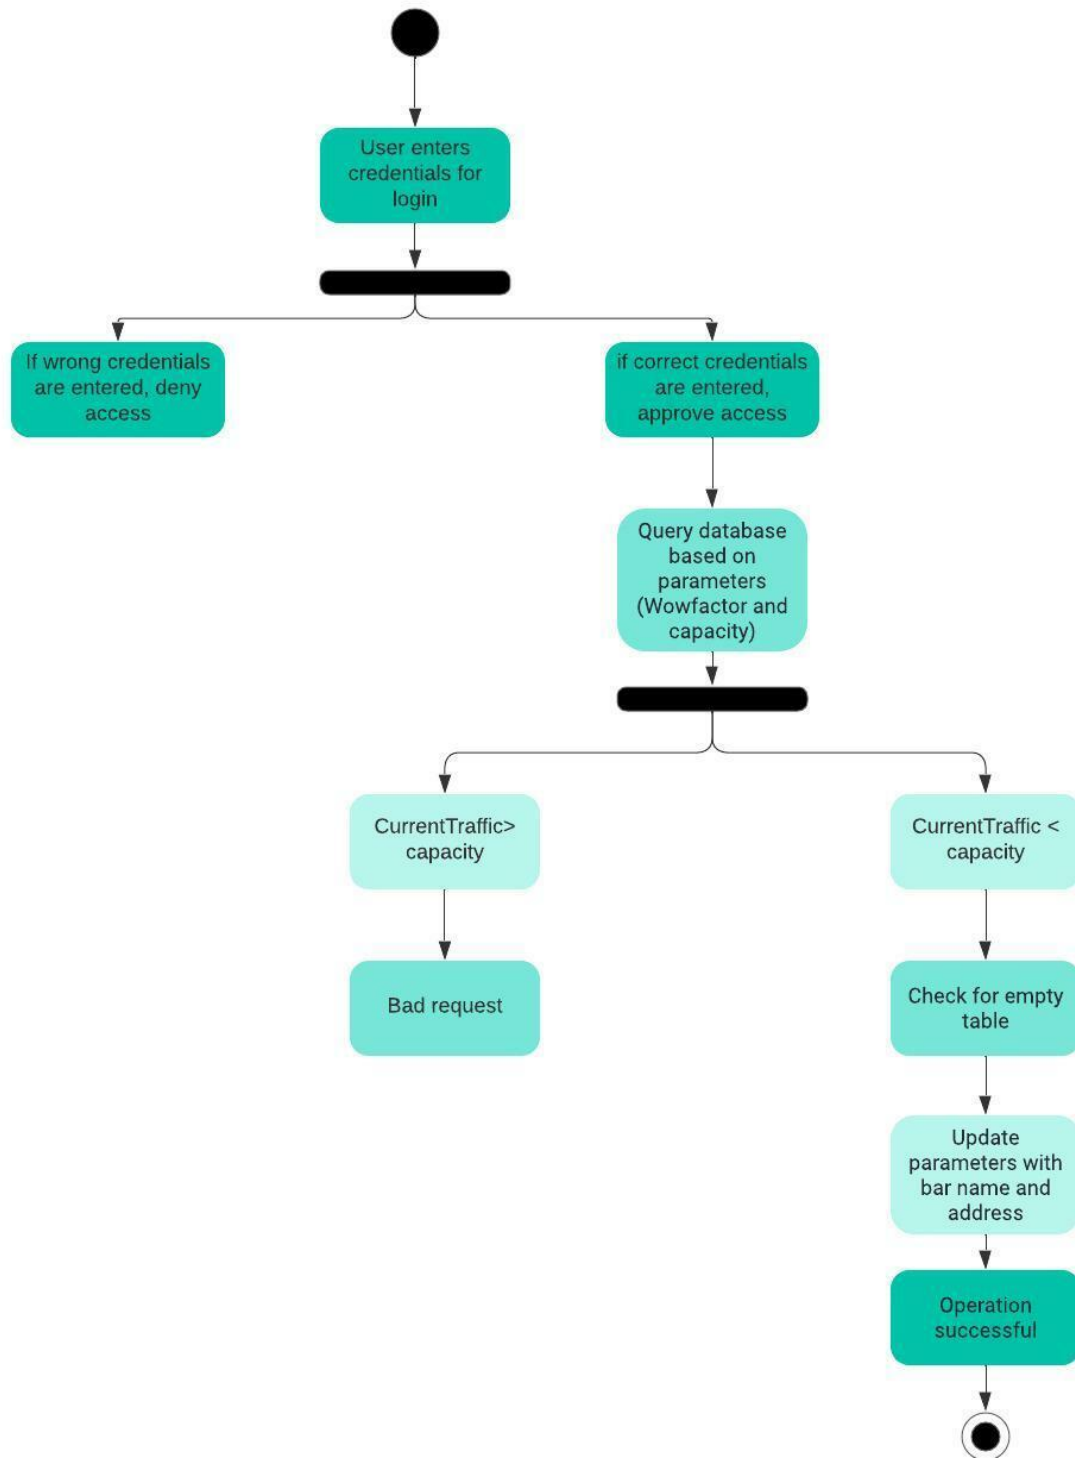 User enters
credentials for
login
If wrong credentials
are entered, deny
access
if correct credentials
are entered,
approve access
Query database
based on
parameters
(Wowfactor and
capacity)
CurrentTraffic>
capacity
CurrentTraffic <
capacity
Bad request
Check for empty
table
Update
parameters with
bar name and
address
Operation
successful